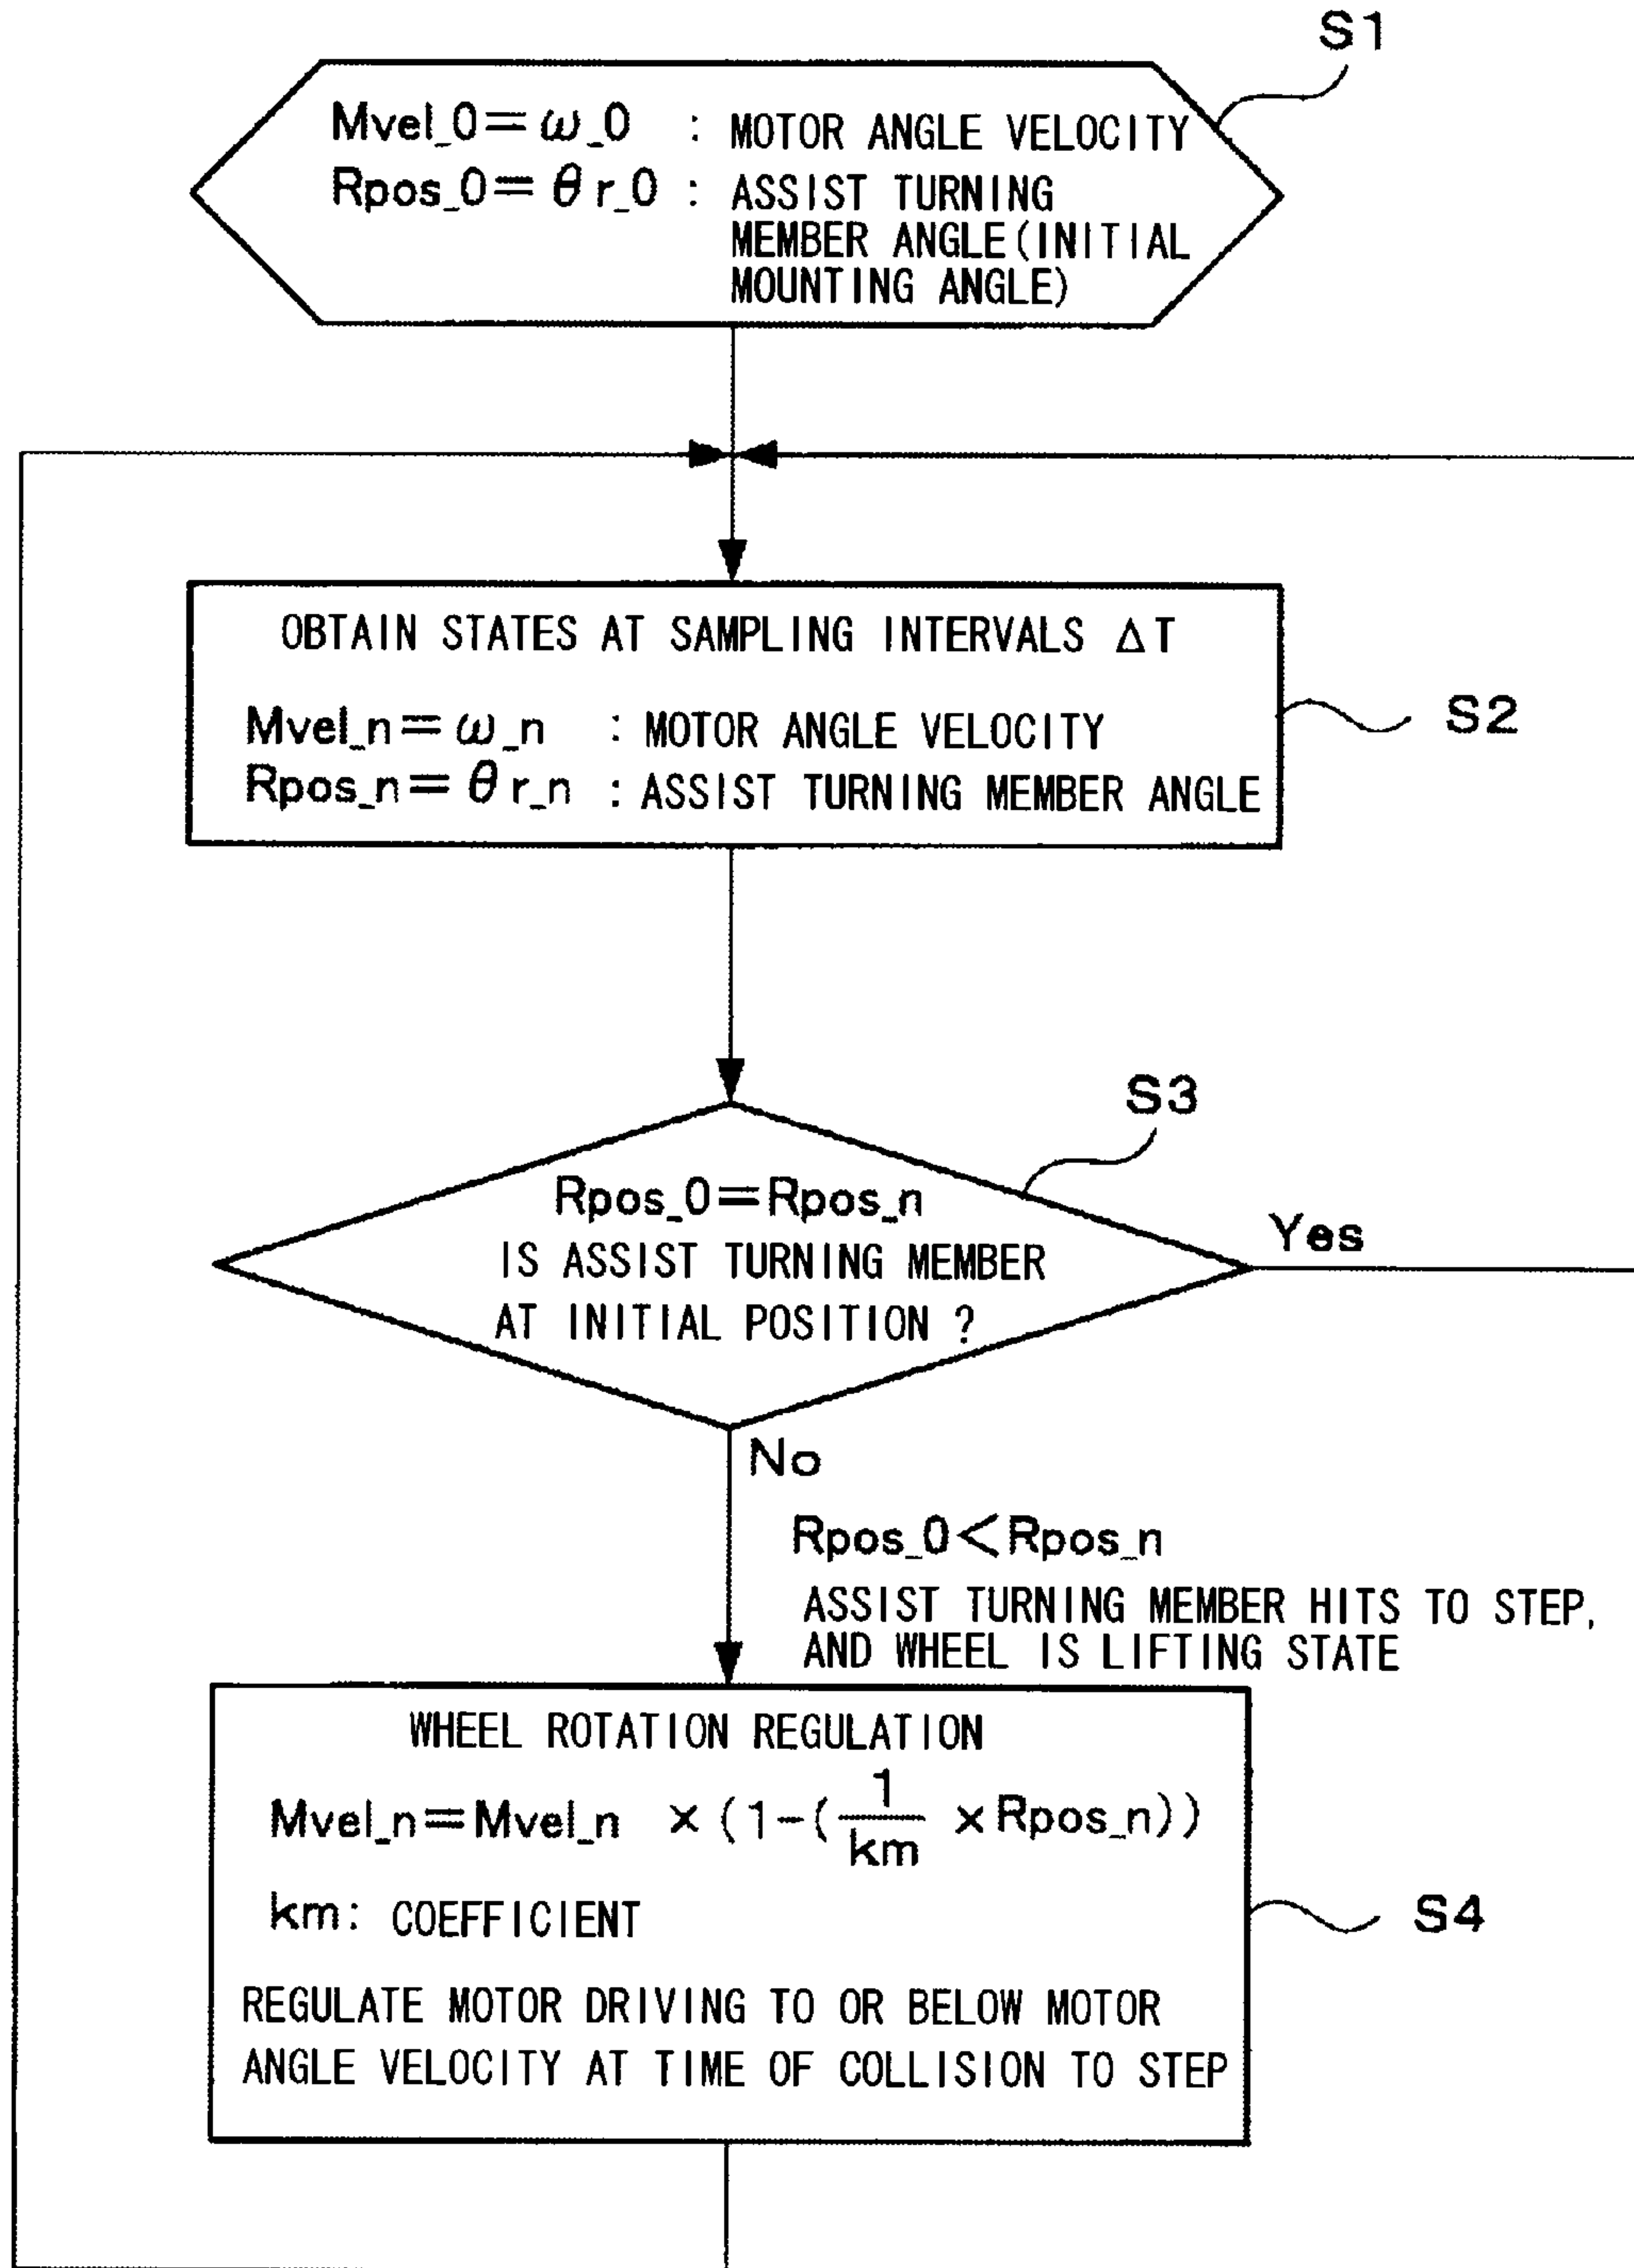 S1
Mvel_0=ω_0 : MOTOR ANGLE VELOCITY
Rpos_0=θr_0 : ASSIST TURNING
MEMBER ANGLE(INITIAL
MOUNTING ANGLE)
OBTAIN STATES AT SAMPLING INTERVALS ΔT
Mvel_n=ω_n : MOTOR ANGLE VELOCITY
S2
Rpos_n=θr_n : ASSIST TURNING MEMBER ANGLE
S3
Rpos_0=Rpos_n
IS ASSIST TURNING MEMBER
AT INITIAL POSITION ?
Yes
No
Rpos_0<Rpos_n
ASSIST TURNING MEMBER HITS TO STEP,
AND WHEEL IS LIFTING STATE
WHEEL ROTATION REGULATION
Mvel_n=Mvel_n ×(1-(1/km ×Rpos_n))
km: COEFFICIENT
S4
REGULATE MOTOR DRIVING TO OR BELOW MOTOR
ANGLE VELOCITY AT TIME OF COLLISION TO STEP